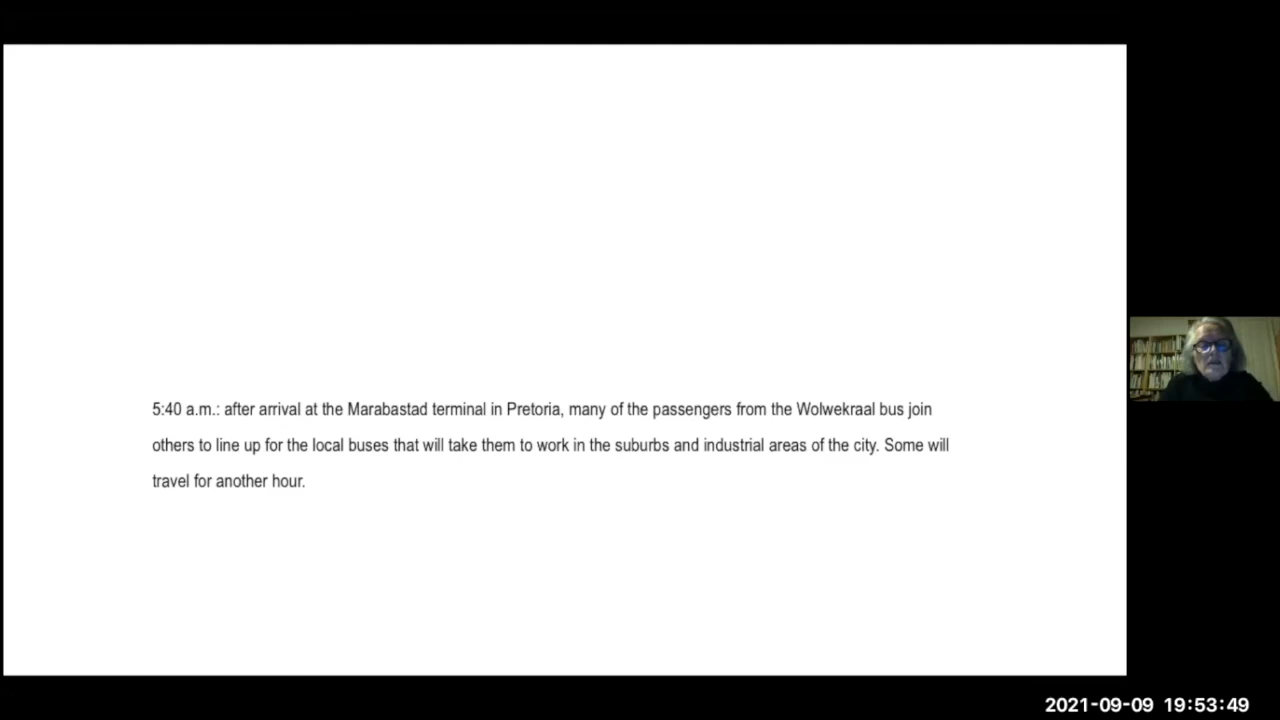 5:40 a.m.: after arrival at the Marabastad terminal in Pretoria, many of the passengers from the Wolwekraal bus join
others to line up for the local buses that will take them to work in the suburbs and industrial areas of the city. Some will
travel for another hour.
2021-09-09 19:53:49